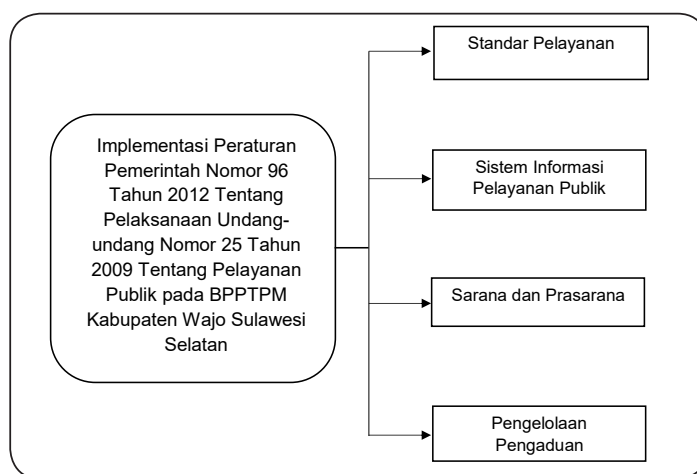 Implementasi Peraturan
Pemerintah Nomor 96
Tahun 2012 Tentang
Pelaksanaan Undang-
undang Nomor 25 Tahun
2009 Tentang Pelayanan
Publik pada BPPTPM
Kabupaten Wajo Sulawesi
Selatan
Standar Pelayanan
Sistem Informasi
Pelayanan Publik
Sarana dan Prasarana
Pengelolaan
Pengaduan